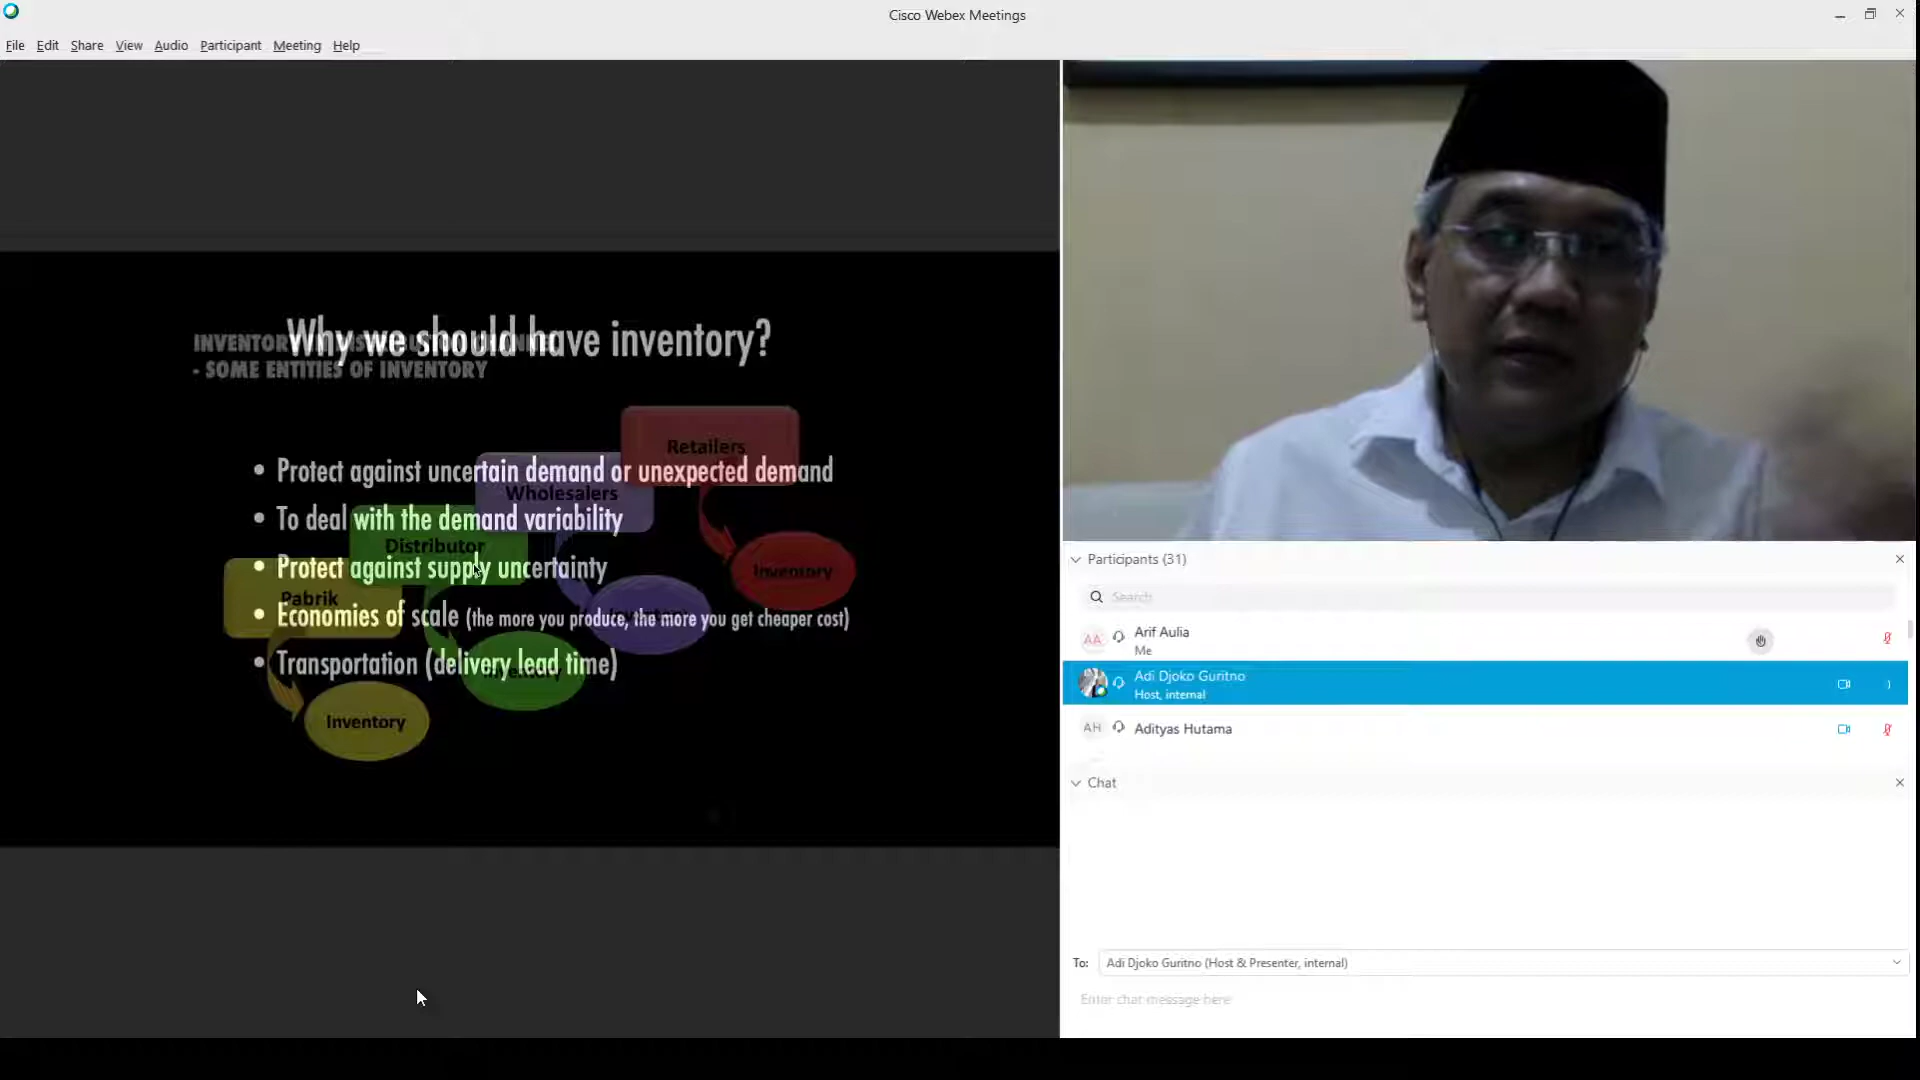 Cisco Webex Meetings
File Edit Share View Audio Participant Meeting Help
Why we should have inventory?
INVENTORY
- SOME ENTITIES OF INVENTORY
Retailers
• Protect against uncertain demand or unexpected demand
Wholesalers
• To deal with the demand variability
Distributor
• Protect against supply uncertainty
Inventory
Pabrik
• Economies of scale (the more you produce, the more you get cheaper cost)
Inventory
• Transportation (delivery lead time)
Inventory
Inventory
Participants (31)
Search
AA Arif Aulia
Me
Adi Djoko Guritno
Host, internal
AH Adityas Hutama
Chat
To: Adi Djoko Guritno (Host & Presenter, internal)
Enter chat message here